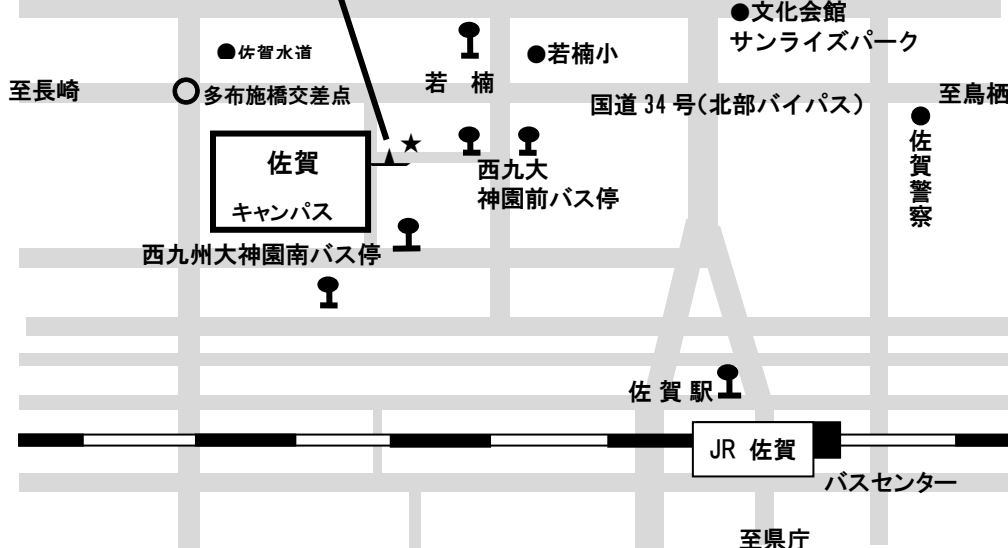 ●文化会館
サンライズパーク
●佐賀水道
●若楠小
至長崎
多布施橋交差点
若 楠
国道34号(北部バイパス)
至鳥栖
佐賀警察
佐賀
キャンパス
★
西九大
神園前バス停
西九州大神園南バス停
佐賀駅
JR 佐賀
バスセンター
至県庁